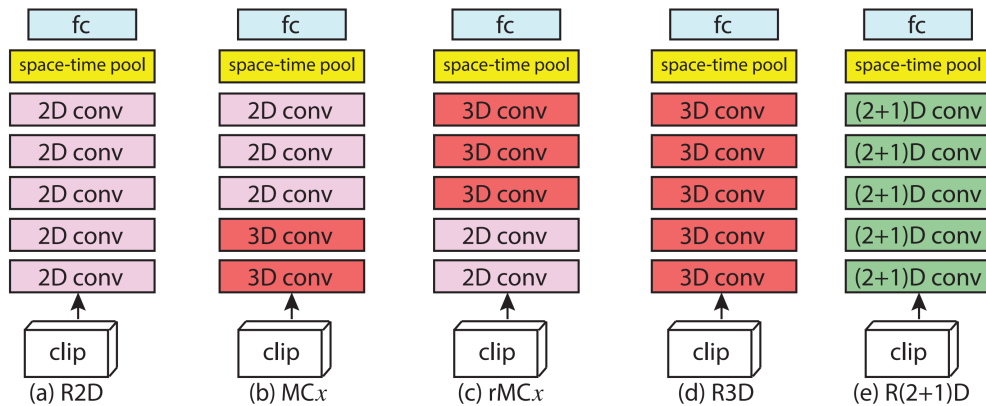 fc fc fc fc fc
space-time pool space-time pool space-time pool space-time pool space-time pool
2D conv 2D conv 3D conv 3D conv (2+1)D conv
2D conv 2D conv 3D conv 3D conv (2+1)D conv
2D conv 2D conv 3D conv 3D conv (2+1)D conv
2D conv 3D conv 2D conv 3D conv (2+1)D conv
2D conv 3D conv 2D conv 3D conv (2+1)D conv
clip clip clip clip clip
(a) R2D (b) MCx (c) rMCx (d) R3D (e) R(2+1)D